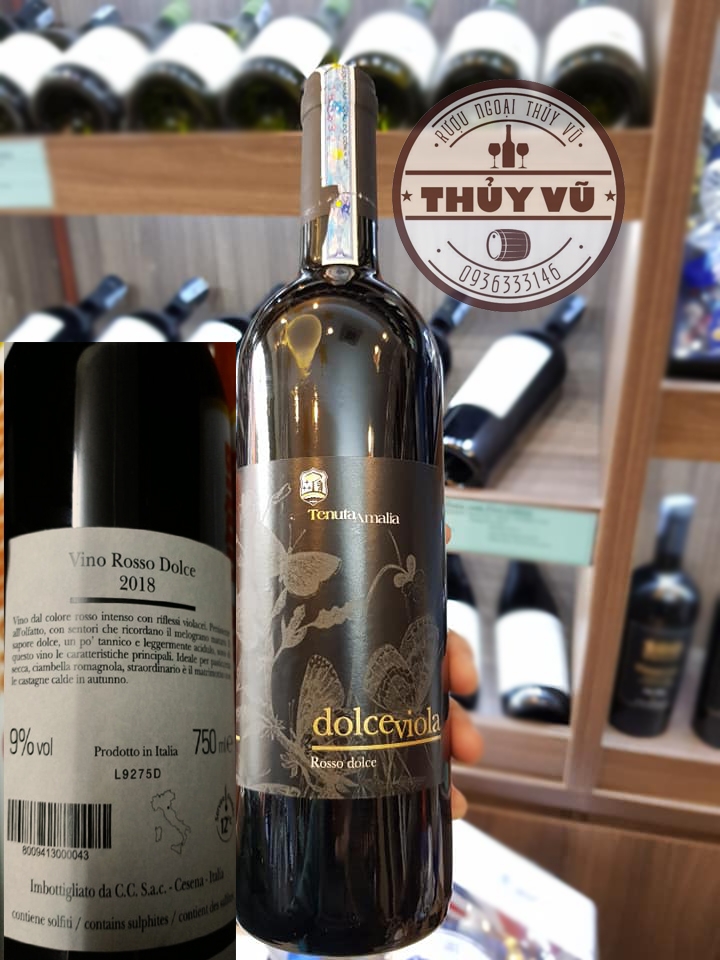 RƯỢU NGOẠI THỦY VŨ
THỦY VŨ
0936333146
TenutaAmalia
dolceviola
Rosso dolce
Vino Rosso Dolce
2018
Vino dal colore rosso intenso con riflessi violacei.
all'olfatto, con sentori che ricordano il melograno
sapore dolce, un po' tannico e leggermente acidulo,
questo vino le caratteristiche principali. Ideale per
secca, ciambella romagnola, straordinario è il
le castagne calde in autunno.
9% vol
Prodotto in Italia
750 ml e
L9275D
12°
8009413000043
Imbottigliato da C.C. S.a.c. - Cesena - Italia
contiene solfiti / contains sulphites / contient des